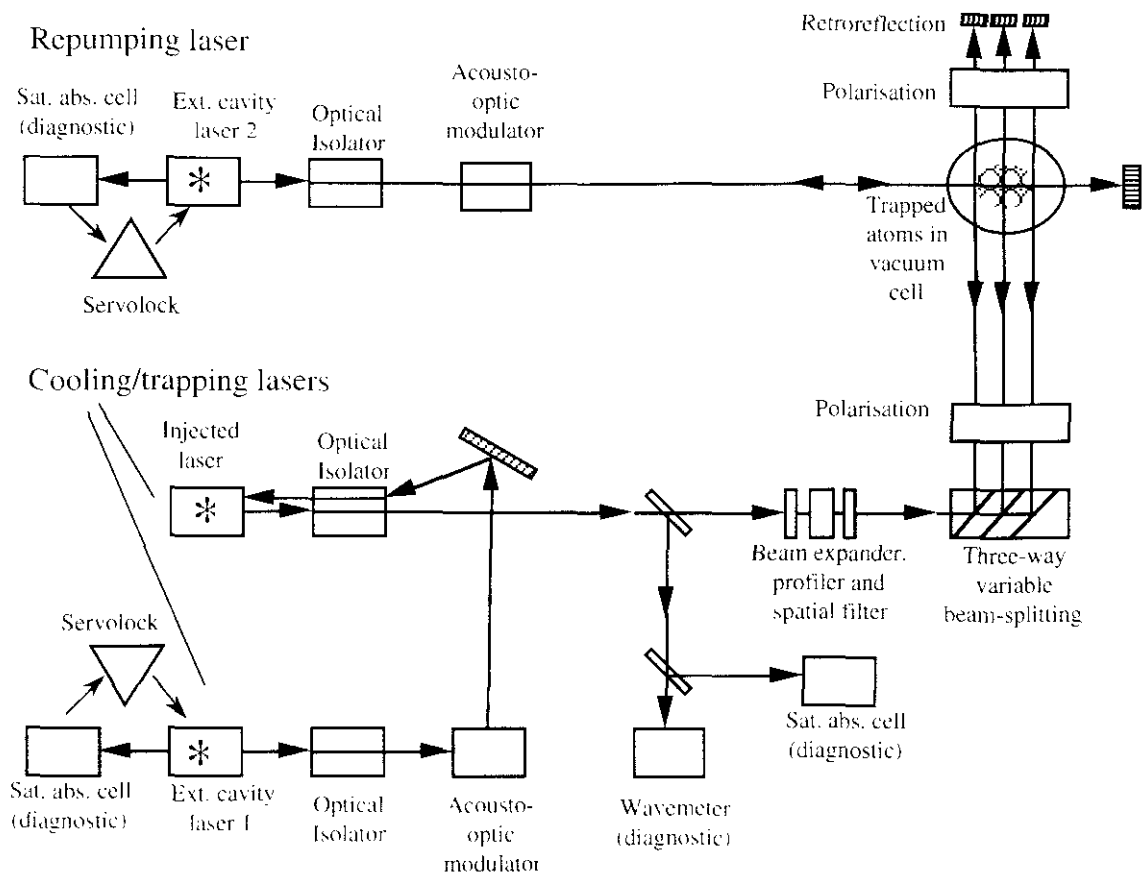 Repumping laser
Sat. abs. cell
(diagnostic)
Ext. cavity
laser 2
Optical
Isolator
Acousto-
optic
modulator
Servolock
Retroreflection
Polarisation
Trapped
atoms in
vacuum
cell
Cooling/trapping lasers
Injected
laser
Optical
Isolator
Polarisation
Beam expander.
profiler and
spatial filter
Three-way
variable
beam-splitting
Servolock
Sat. abs. cell
(diagnostic)
Ext. cavity
laser 1
Optical
Isolator
Acousto-
optic
modulator
Wavemeter
(diagnostic)
Sat. abs. cell
(diagnostic)